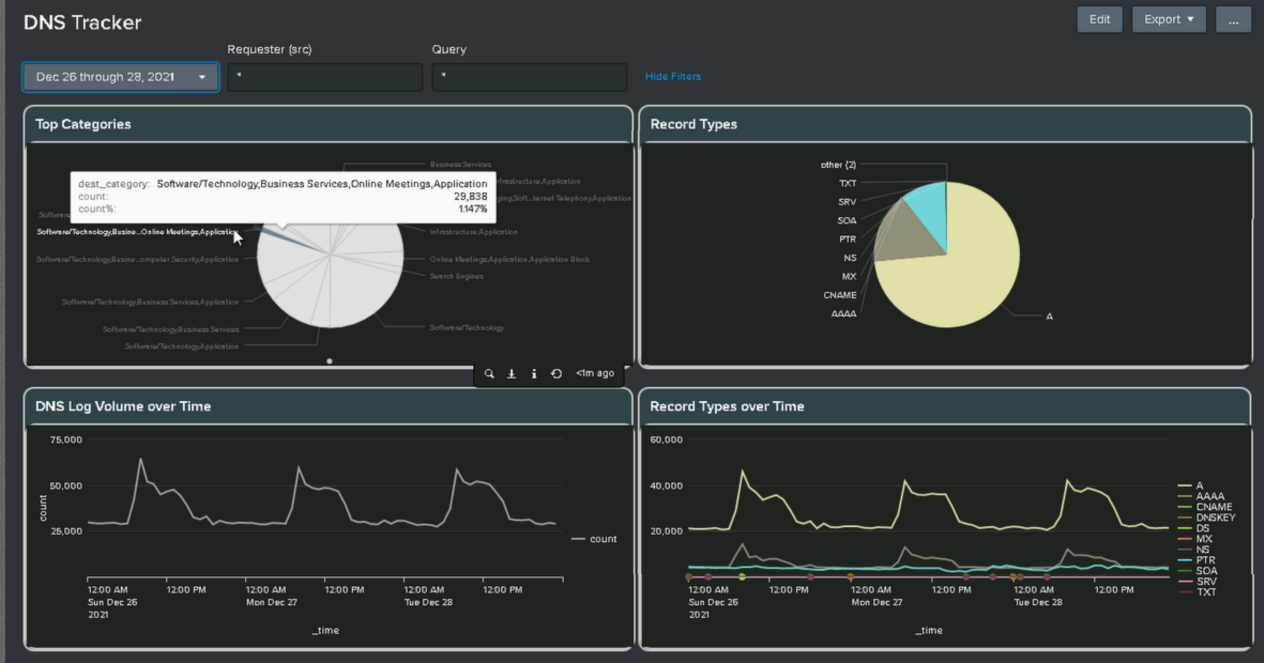 DNS Tracker
Edit
Export
...
Requester (src)
Query
Dec 26 through 28, 2021
*
*
Hide Filters
Top Categories
Business Services
nfrastructure,Application
ging,Soft...ternet Telephony,Application
dest_category: Software/Technology,Business Services,Online Meetings,Application
count: 29,838
count%: 1.147%
Software/Technology,Busine...Online Meetings,Application
Infrastructure,Application
Software/Technology,Busine...omputer Security,Application
Online Meetings,Application,Application Block
Search Engines
Software/Technology,Business Services,Application
Software/Technology,Business Services
Software/Technology
Software/Technology,Application
<1m ago
Record Types
other (2)
TXT
SRV
SOA
PTR
NS
MX
CNAME
AAAA
A
DNS Log Volume over Time
75,000
50,000
25,000
count
count
12:00 AM
Sun Dec 26
2021
12:00 PM
12:00 AM
Mon Dec 27
12:00 PM
12:00 AM
Tue Dec 28
12:00 PM
_time
Record Types over Time
60,000
40,000
20,000
A
AAAA
CNAME
DNSKEY
DS
MX
NS
PTR
SOA
SRV
TXT
12:00 AM
Sun Dec 26
2021
12:00 PM
12:00 AM
Mon Dec 27
12:00 PM
12:00 AM
Tue Dec 28
12:00 PM
_time